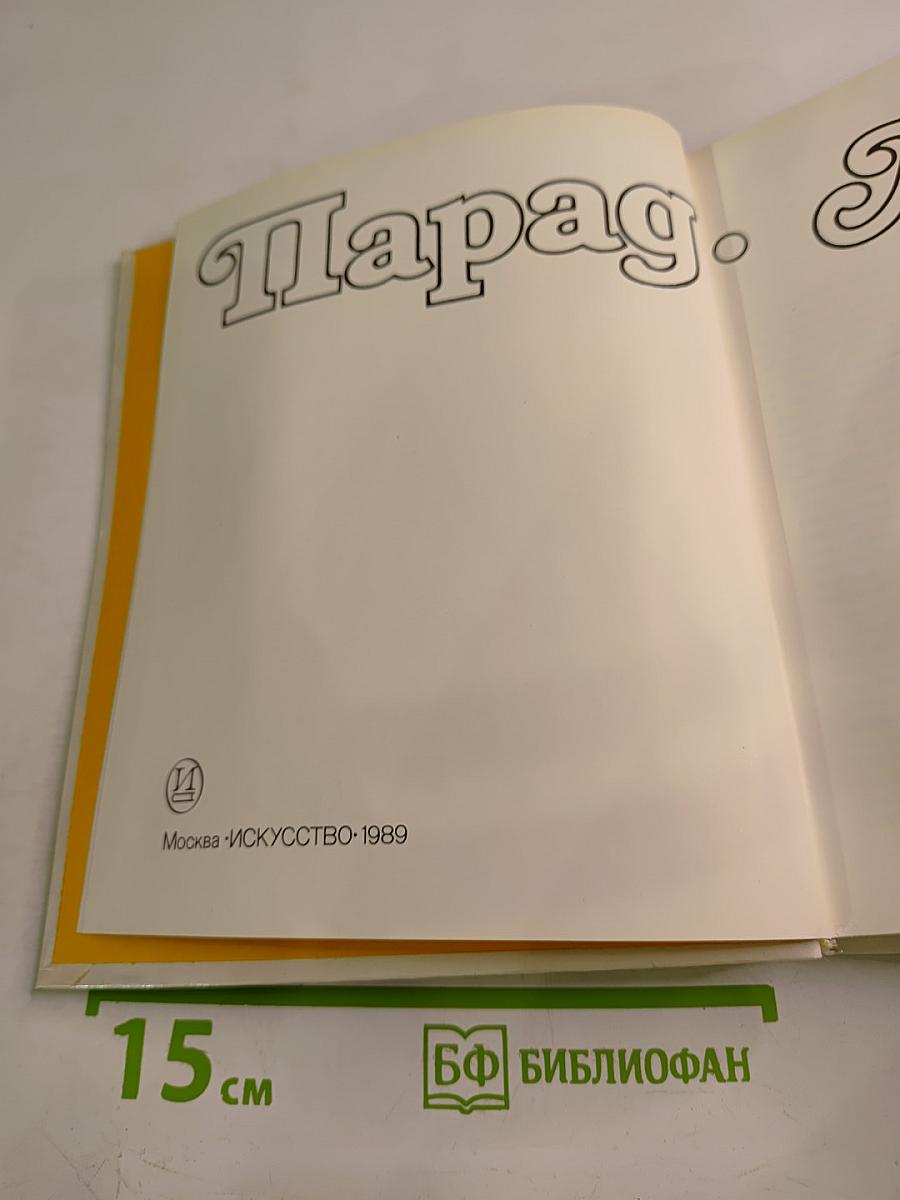 Парад.
И
Москва ·ИСКУССТВО· 1989
15 см
БФ БИБЛИОФАН